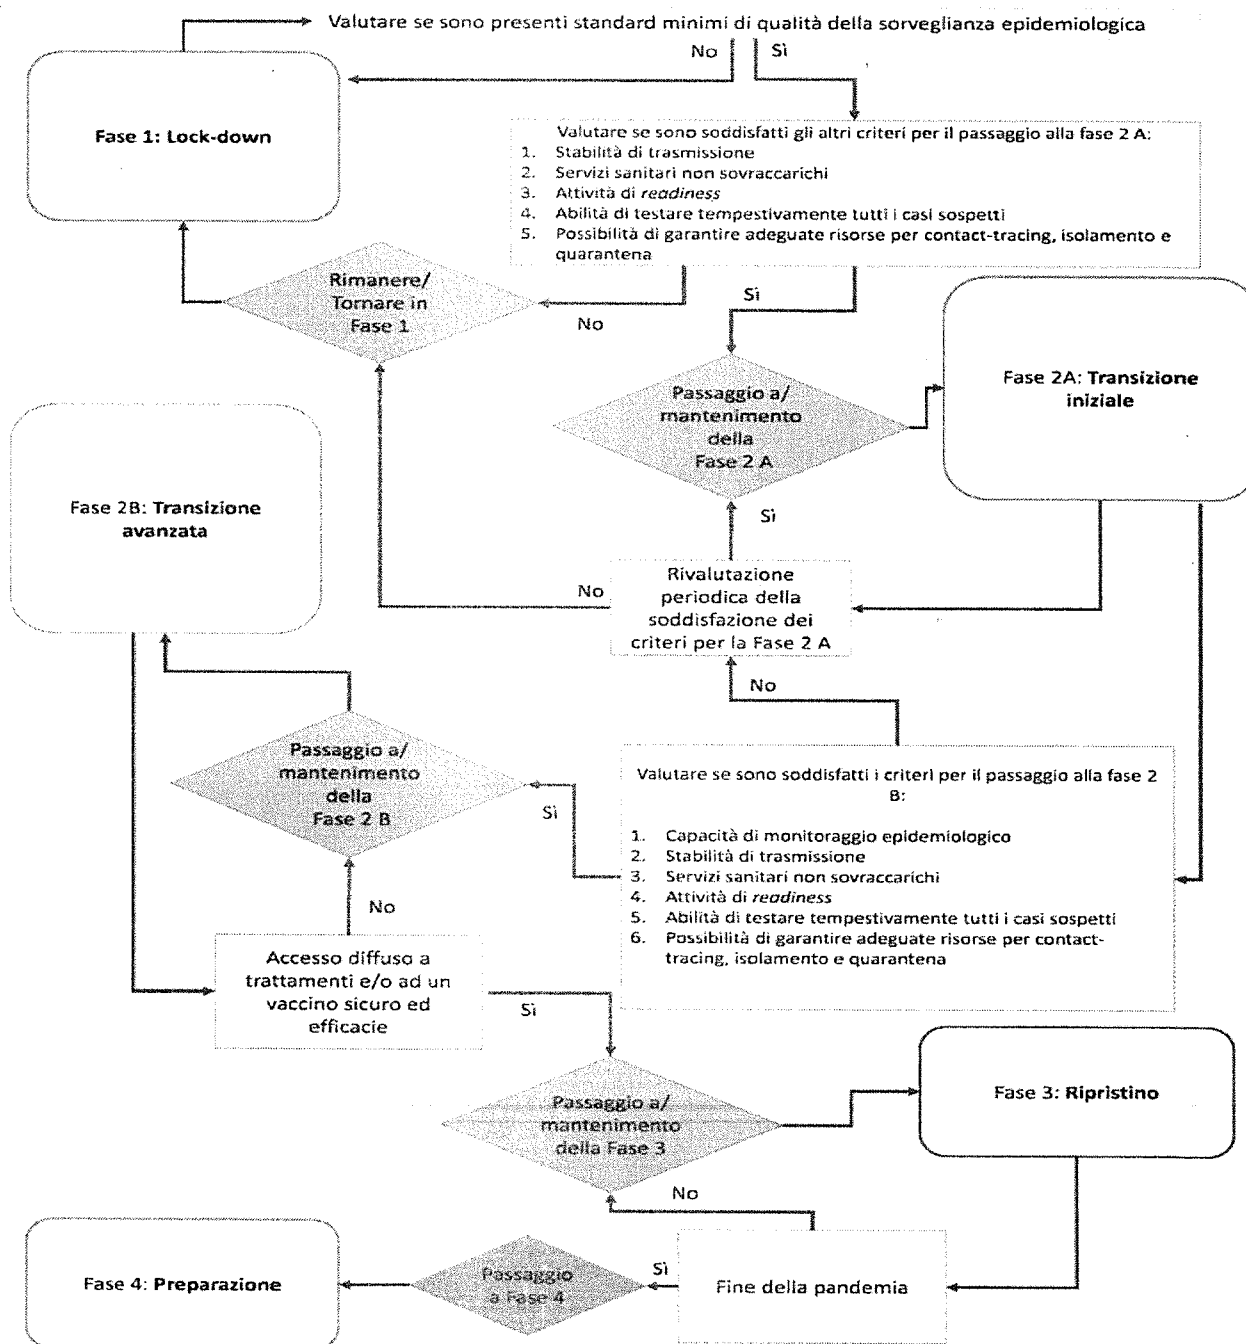 Valutare se sono presenti standard minimi di qualità della sorveglianza epidemiologica
No
Sì
Fase 1: Lock-down
Valutare se sono soddisfatti gli altri criteri per il passaggio alla fase 2 A:
1. Stabilità di trasmissione
2. Servizi sanitari non sovraccarichi
3. Attività di readiness
4. Abilità di testare tempestivamente tutti i casi sospetti
5. Possibilità di garantire adeguate risorse per contact-tracing, isolamento e
quarantena
Rimanere/
Tornare in
Fase 1
No
Sì
Passaggio a/
mantenimento
della
Fase 2 A
Fase 2A: Transizione
iniziale
Fase 2B: Transizione
avanzata
Sì
No
Rivalutazione
periodica della
soddisfazione dei
criteri per la Fase 2 A
No
Passaggio a/
mantenimento
della
Fase 2 B
Sì
Valutare se sono soddisfatti i criteri per il passaggio alla fase 2
B:
1. Capacità di monitoraggio epidemiologico
2. Stabilità di trasmissione
3. Servizi sanitari non sovraccarichi
4. Attività di readiness
5. Abilità di testare tempestivamente tutti i casi sospetti
6. Possibilità di garantire adeguate risorse per contact-
tracing, isolamento e quarantena
No
Accesso diffuso a
trattamenti e/o ad un
vaccino sicuro ed
efficacie
Sì
Passaggio a/
mantenimento
della Fase 3
Fase 3: Ripristino
No
Fine della pandemia
Sì
Passaggio
a Fase 4
Fase 4: Preparazione